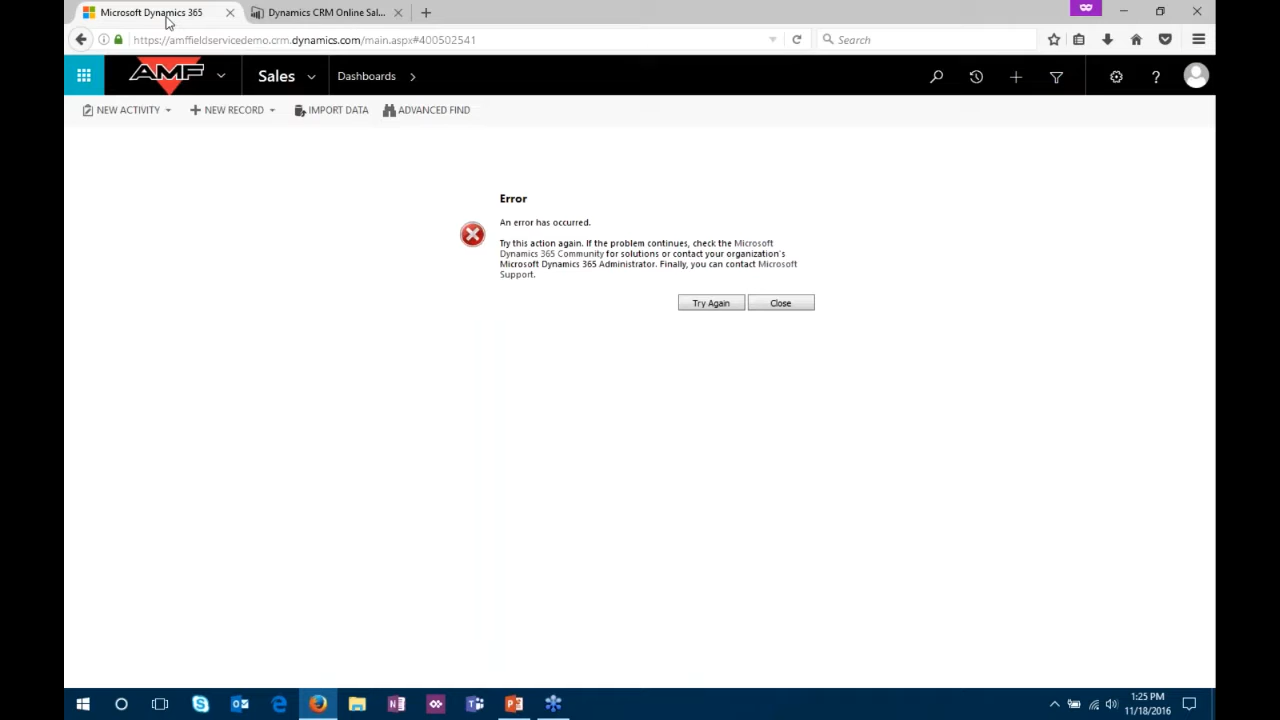 Microsoft Dynamics 365
Dynamics CRM Online Sal...
https://amffieldservicedemo.crm.dynamics.com/main.aspx#400502541
Search
AMF
Sales
Dashboards
NEW ACTIVITY
NEW RECORD
IMPORT DATA
ADVANCED FIND
Error
An error has occurred.
Try this action again. If the problem continues, check the Microsoft
Dynamics 365 Community for solutions or contact your organization's
Microsoft Dynamics 365 Administrator. Finally, you can contact Microsoft
Support.
Try Again
Close
1:25 PM
11/18/2016